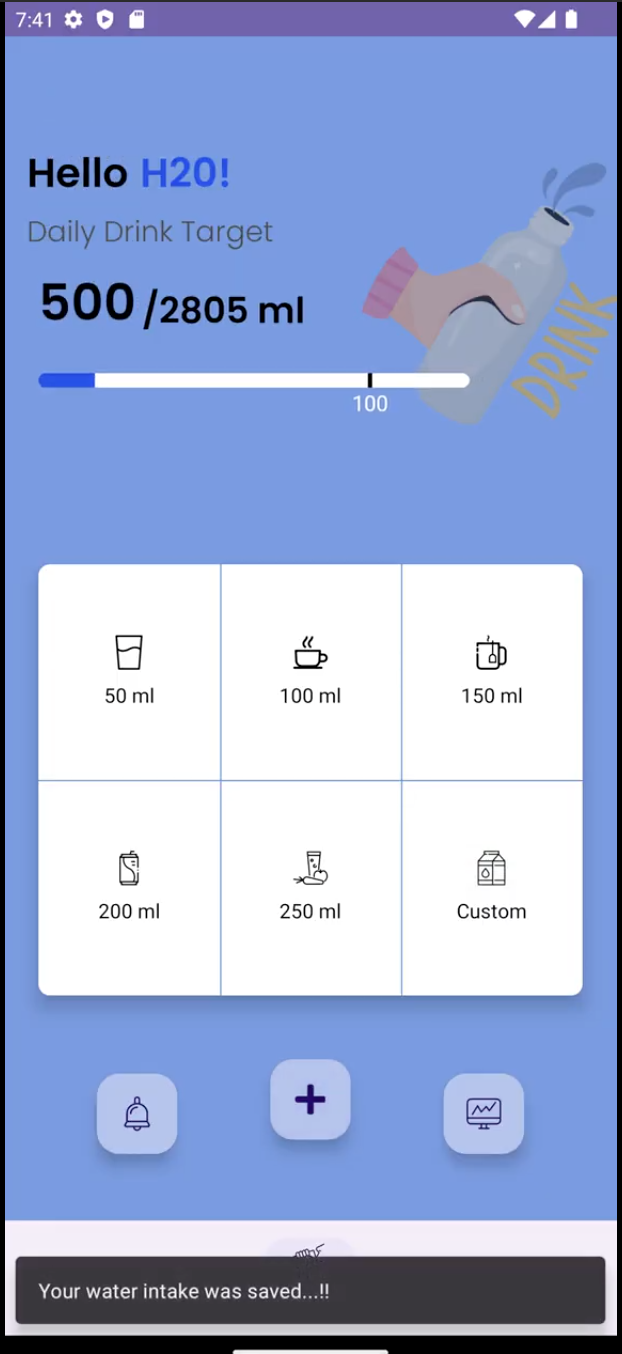 7:41
Hello H20!
Daily Drink Target
500 /2805 ml
100
DRINK
50 ml
100 ml
150 ml
200 ml
250 ml
Custom
Your water intake was saved...!!